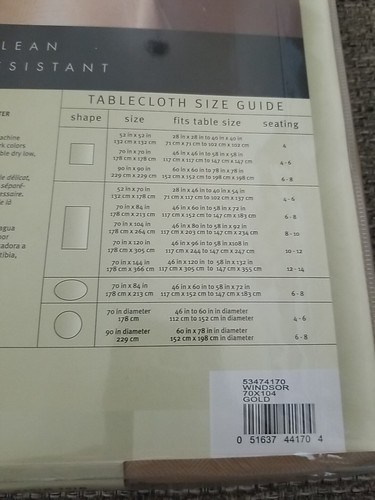 LEAN
SISTANT
TABLECLOTH SIZE GUIDE
shape size fits table size seating
52 in x 52 in 28 in x 28 in to 40 in x 40 in
132 cm x 132 cm 71 cm x 71 cm to 102 cm x 102 cm 4
70 in x 70 in 46 in x 46 in to 58 in x 58 in
178 cm x 178 cm 117 cm x 117 cm to 147 cm x 147 cm 4 - 6
90 in x 90 in 60 in x 60 in to 78 in x 78 in
229 cm x 229 cm 152 cm x 152 cm to 198 cm x 198 cm 6 - 8
52 in x 70 in 28 in x 46 in to 40 in x 54 in
132 cm x 178 cm 71 cm x 117 cm to 102 cm x 137 cm 4 - 6
70 in x 84 in 46 in x 60 in to 58 in x 72 in
178 cm x 213 cm 117 cm x 152 cm to 147 cm x 183 cm 6 - 8
70 in x 104 in 46 in x 80 in to 58 in x 92 in
178 cm x 264 cm 117 cm x 203 cm to 147 cm x 234 cm 8 - 10
70 in x 120 in 46 in x 96 in to 58 in x108 in
178 cm x 305 cm 117 cm x 247 cm to 147 cm x 274 cm 10 - 12
70 in x 144 in 46 in x 120 in to 58 in x 132 in
178 cm x 366 cm 117 cm x 305 cm to 147 cm x 355 cm 12 - 14
70 in x 84 in 46 in x 60 in to 58 in x 72 in
178 cm x 213 cm 117 cm x 152 cm to 147 cm x 183 cm 6 - 8
70 in diameter 46 in to 60 in in diameter
178 cm 112 cm to 152 cm in diameter 4 - 6
90 in diameter 60 in x 78 in in diameter
229 cm 152 cm x 198 cm in diameter 6 - 8
achine
rk colors
ble dry low,
délicat,
séparé-
essaire.
agua
or
adora a
tibia,
53474170
WINDSOR
70X104
GOLD
0 51637 44170 4